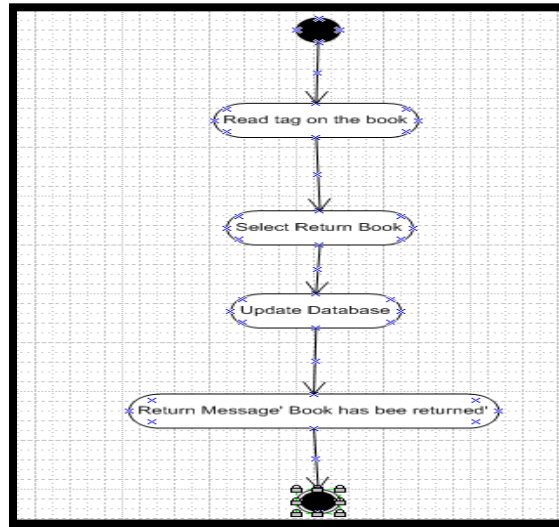 Read tag on the book
Select Return Book
Update Database
Return Message' Book has bee returned'